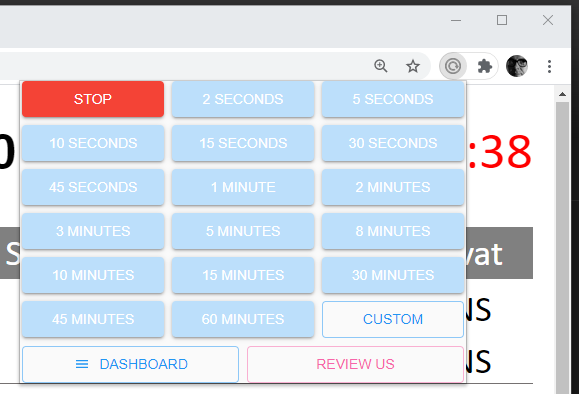 STOP 2 SECONDS 5 SECONDS
10 SECONDS 15 SECONDS 30 SECONDS
0 :38
45 SECONDS 1 MINUTE 2 MINUTES
3 MINUTES 5 MINUTES 8 MINUTES
S vat
10 MINUTES 15 MINUTES 30 MINUTES
45 MINUTES 60 MINUTES CUSTOM
NS
DASHBOARD REVIEW US
NS